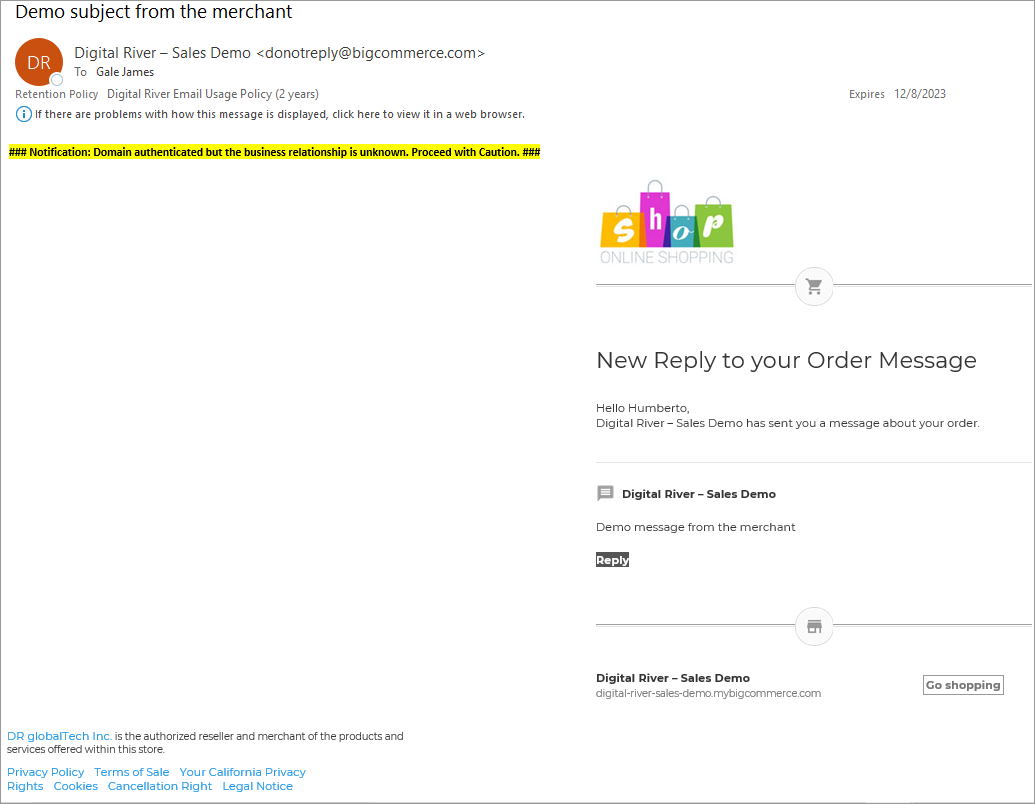 Demo subject from the merchant
DR
Digital River – Sales Demo <donotreply@bigcommerce.com>
To Gale James
Retention Policy Digital River Email Usage Policy (2 years)
Expires 12/8/2023
If there are problems with how this message is displayed, click here to view it in a web browser.
### Notification: Domain authenticated but the business relationship is unknown. Proceed with Caution. ###
shop
ONLINE SHOPPING
New Reply to your Order Message
Hello Humberto,
Digital River – Sales Demo has sent you a message about your order.
Digital River – Sales Demo
Demo message from the merchant
Reply
Digital River – Sales Demo
digital-river-sales-demo.mybigcommerce.com
Go shopping
DR globalTech Inc. is the authorized reseller and merchant of the products and
services offered within this store.
Privacy Policy Terms of Sale Your California Privacy
Rights Cookies Cancellation Right Legal Notice